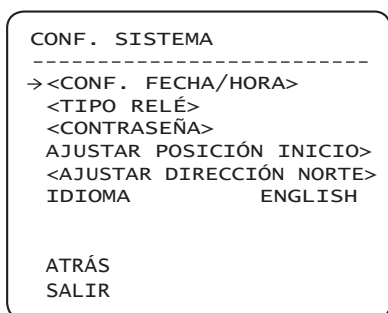 CONF. SISTEMA
---------------------------
→<CONF. FECHA/HORA>
<TIPO RELÉ>
<CONTRASEÑA>
AJUSTAR POSICIÓN INICIO>
<AJUSTAR DIRECCIÓN NORTE>
IDIOMA ENGLISH
ATRÁS
SALIR